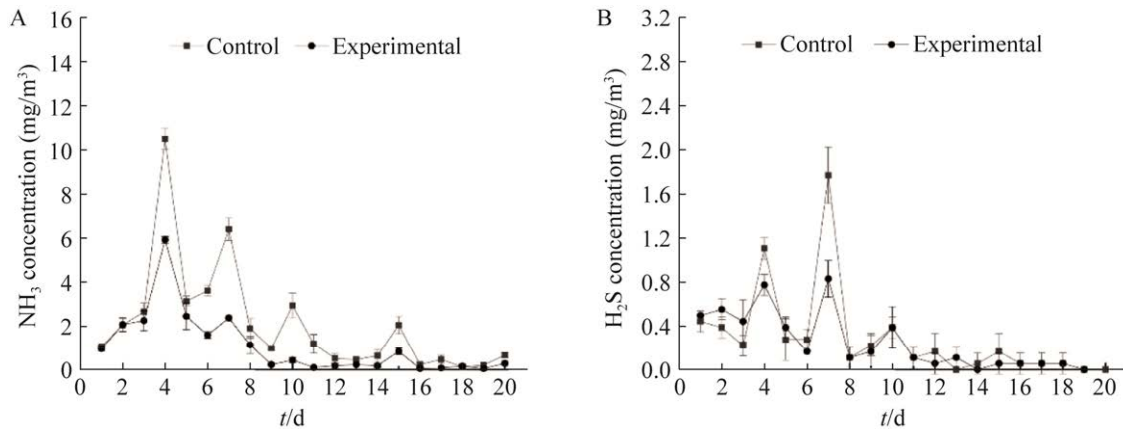 A
16
14
12
10
8
6
4
2
0
NH₃ concentration (mg/m³)
Control
Experimental
2 4 6 8 10 12 14 16 18 20
t/d
B
3.2
2.8
2.4
2.0
1.6
1.2
0.8
0.4
0.0
H₂S concentration (mg/m³)
Control
Experimental
0 2 4 6 8 10 12 14 16 18 20
t/d